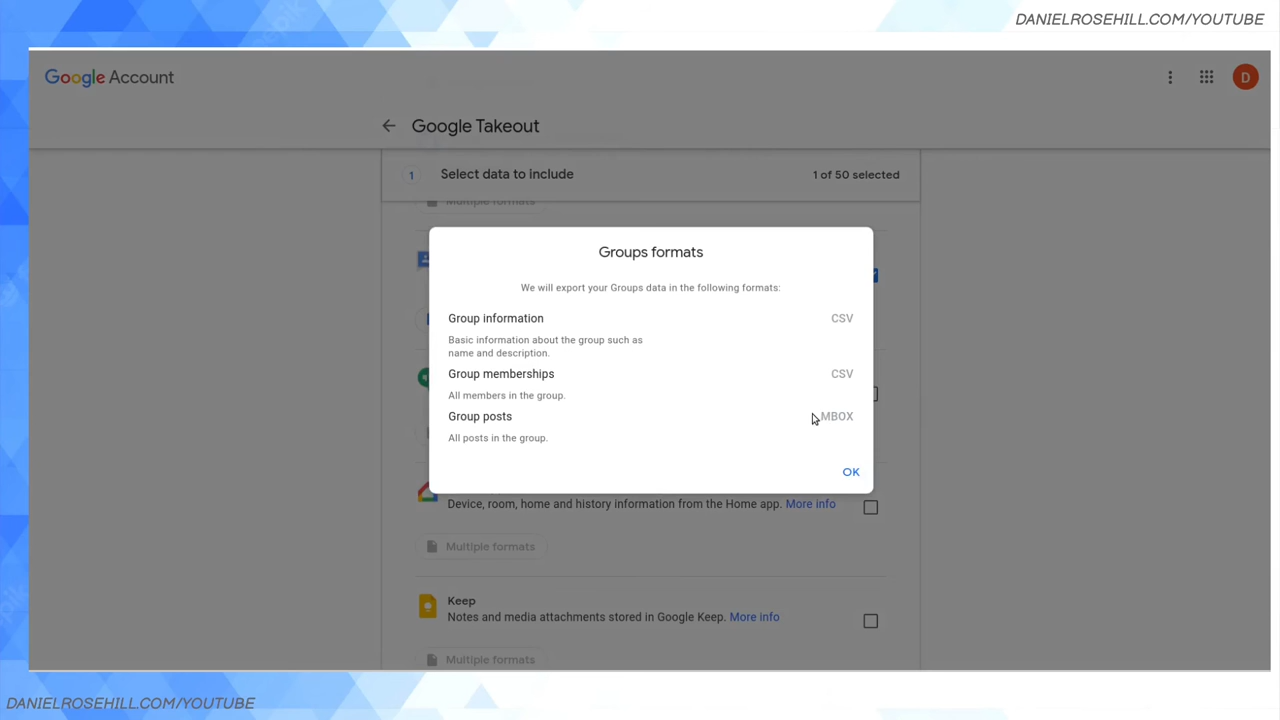 DANIELROSEHILL.COM/YOUTUBE
Google Account
D
Google Takeout
1 Select data to include 1 of 50 selected
Multiple formats
Groups formats
We will export your Groups data in the following formats:
Group information CSV
Basic information about the group such as
name and description.
Group memberships CSV
All members in the group.
Group posts MBOX
All posts in the group.
OK
Device, room, home and history information from the Home app. More info
Multiple formats
Keep
Notes and media attachments stored in Google Keep. More info
Multiple formats
DANIELROSEHILL.COM/YOUTUBE